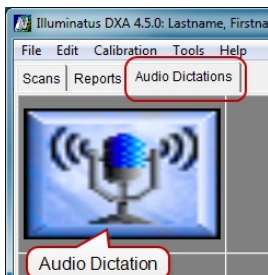 Illuminatus DXA 4.5.0: Lastname, Firstna
File Edit Calibration Tools Help
Scans Reports Audio Dictations
Audio Dictation